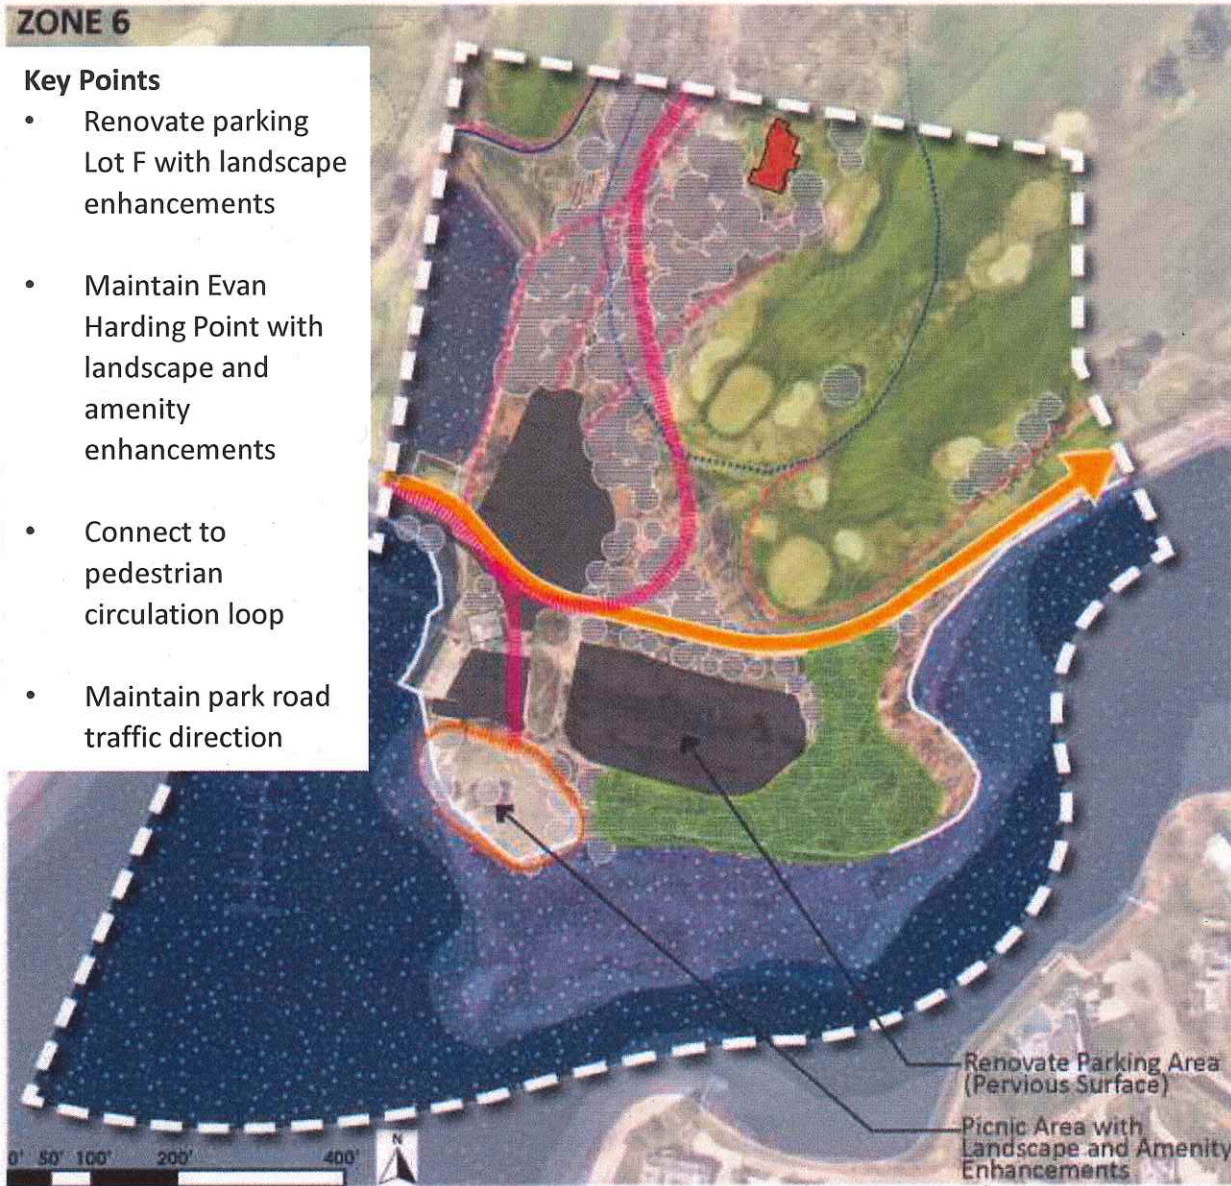 ZONE 6
Key Points
• Renovate parking
Lot F with landscape
enhancements
• Maintain Evan
Harding Point with
landscape and
amenity
enhancements
• Connect to
pedestrian
circulation loop
• Maintain park road
traffic direction
Renovate Parking Area
(Pervious Surface)
Picnic Area with
Landscape and Amenity
Enhancements
N
0' 50' 100' 200' 400'